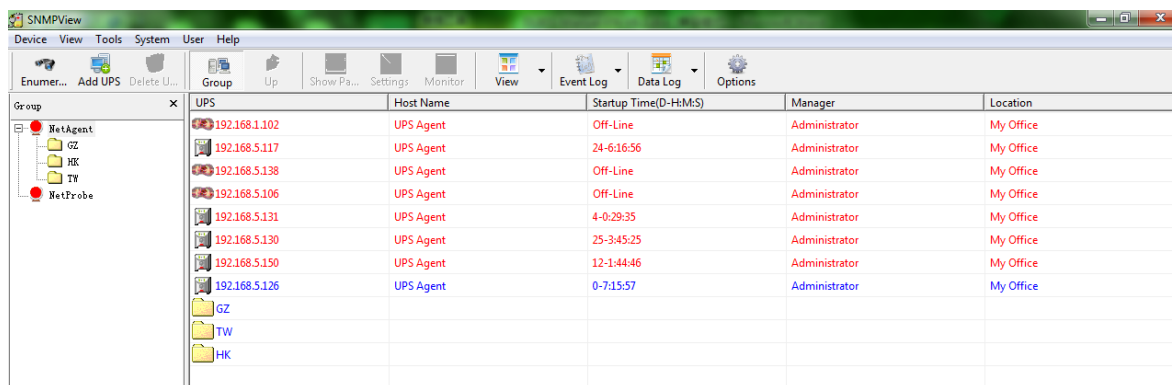 SNMPView
Device View Tools System User Help
Enumer... Add UPS Delete U... Group Up Show Pa... Settings Monitor View Event Log Data Log Options
Group × UPS Host Name Startup Time(D-H:M:S) Manager Location
NetAgent
GZ
HK
TW
NetProbe
192.168.1.102 UPS Agent Off-Line Administrator My Office
192.168.5.117 UPS Agent 24-6:16:56 Administrator My Office
192.168.5.138 UPS Agent Off-Line Administrator My Office
192.168.5.106 UPS Agent Off-Line Administrator My Office
192.168.5.131 UPS Agent 4-0:29:35 Administrator My Office
192.168.5.130 UPS Agent 25-3:45:25 Administrator My Office
192.168.5.150 UPS Agent 12-1:44:46 Administrator My Office
192.168.5.126 UPS Agent 0-7:15:57 Administrator My Office
GZ
TW
HK